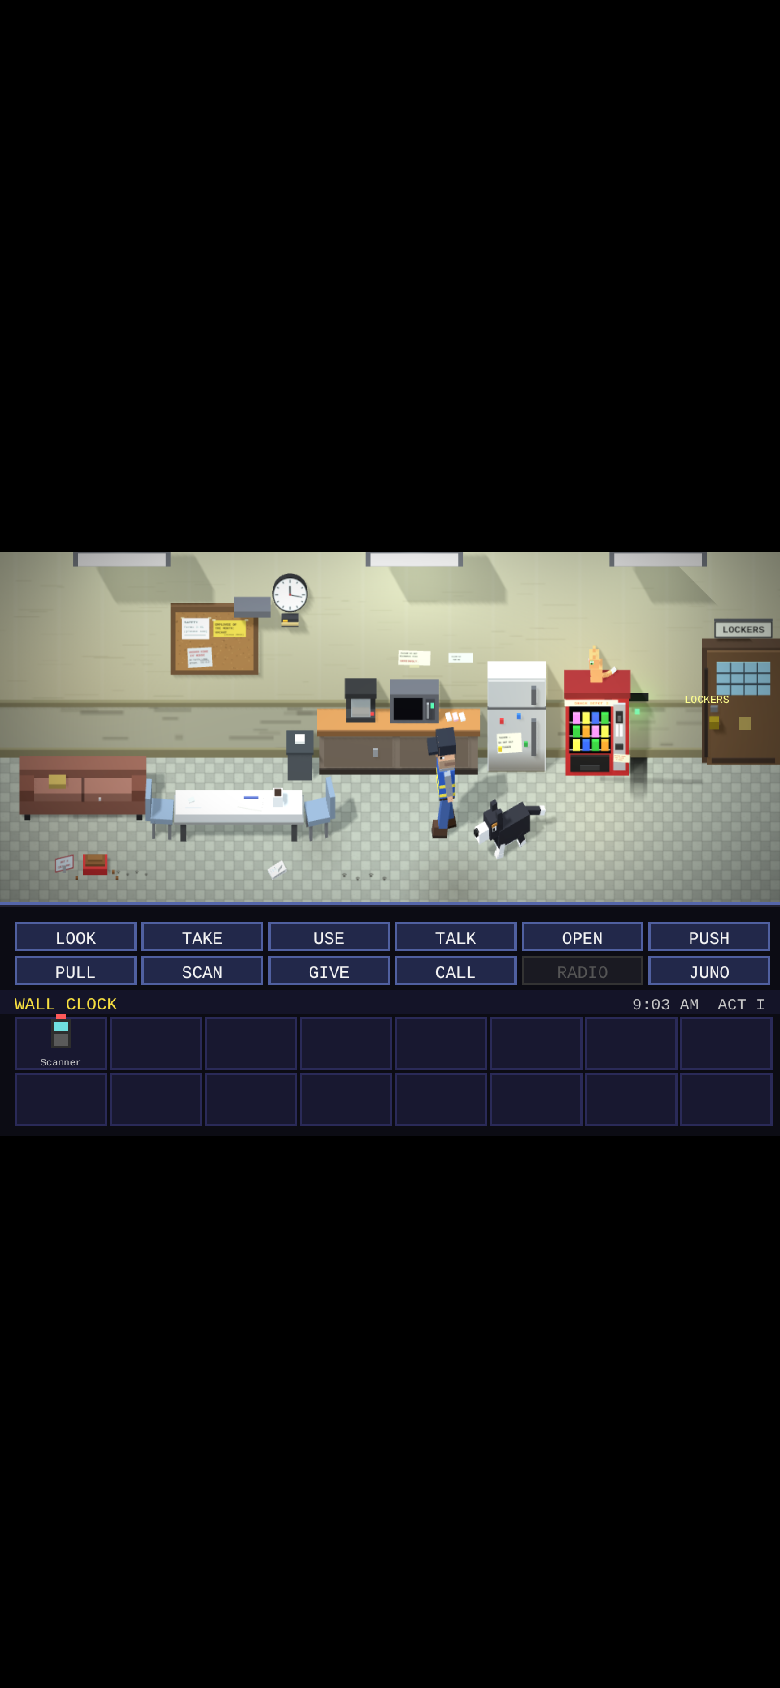 LOCKERS
LOCKERS
LOOK
TAKE
USE
TALK
OPEN
PUSH
PULL
SCAN
GIVE
CALL
RADIO
JUNO
WALL CLOCK
9:03 AM ACT I
Scanner